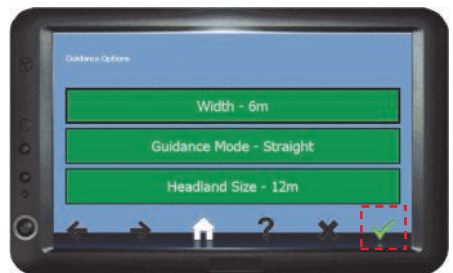 Guidance Options
Width - 6m
Guidance Mode - Straight
Headland Size - 12m
?